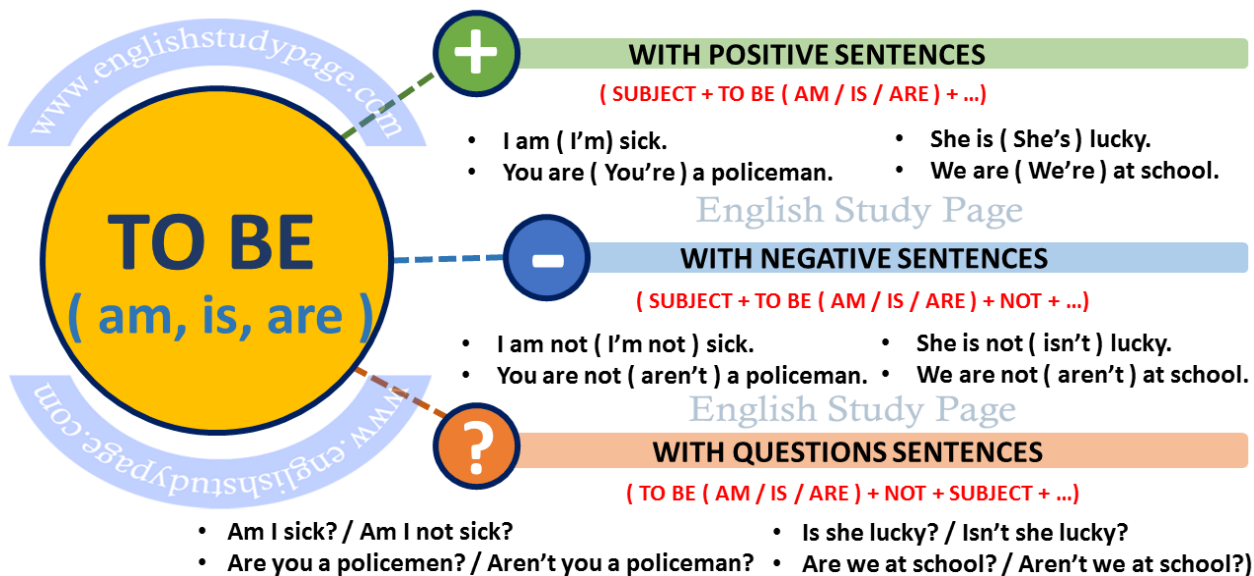 www.englishstudypage.com
TO BE
( am, is, are )
www.englishstudypage.com
+
WITH POSITIVE SENTENCES
( SUBJECT + TO BE ( AM / IS / ARE ) + ...)
• I am ( I'm) sick.
• You are ( You're ) a policeman.
• She is ( She's ) lucky.
• We are ( We're ) at school.
English Study Page
-
WITH NEGATIVE SENTENCES
( SUBJECT + TO BE ( AM / IS / ARE ) + NOT + ...)
• I am not ( I'm not ) sick.
• You are not ( aren't ) a policeman.
• She is not ( isn't ) lucky.
• We are not ( aren't ) at school.
English Study Page
?
WITH QUESTIONS SENTENCES
( TO BE ( AM / IS / ARE ) + NOT + SUBJECT + ...)
• Am I sick? / Am I not sick?
• Are you a policemen? / Aren't you a policeman?
• Is she lucky? / Isn't she lucky?
• Are we at school? / Aren't we at school?)